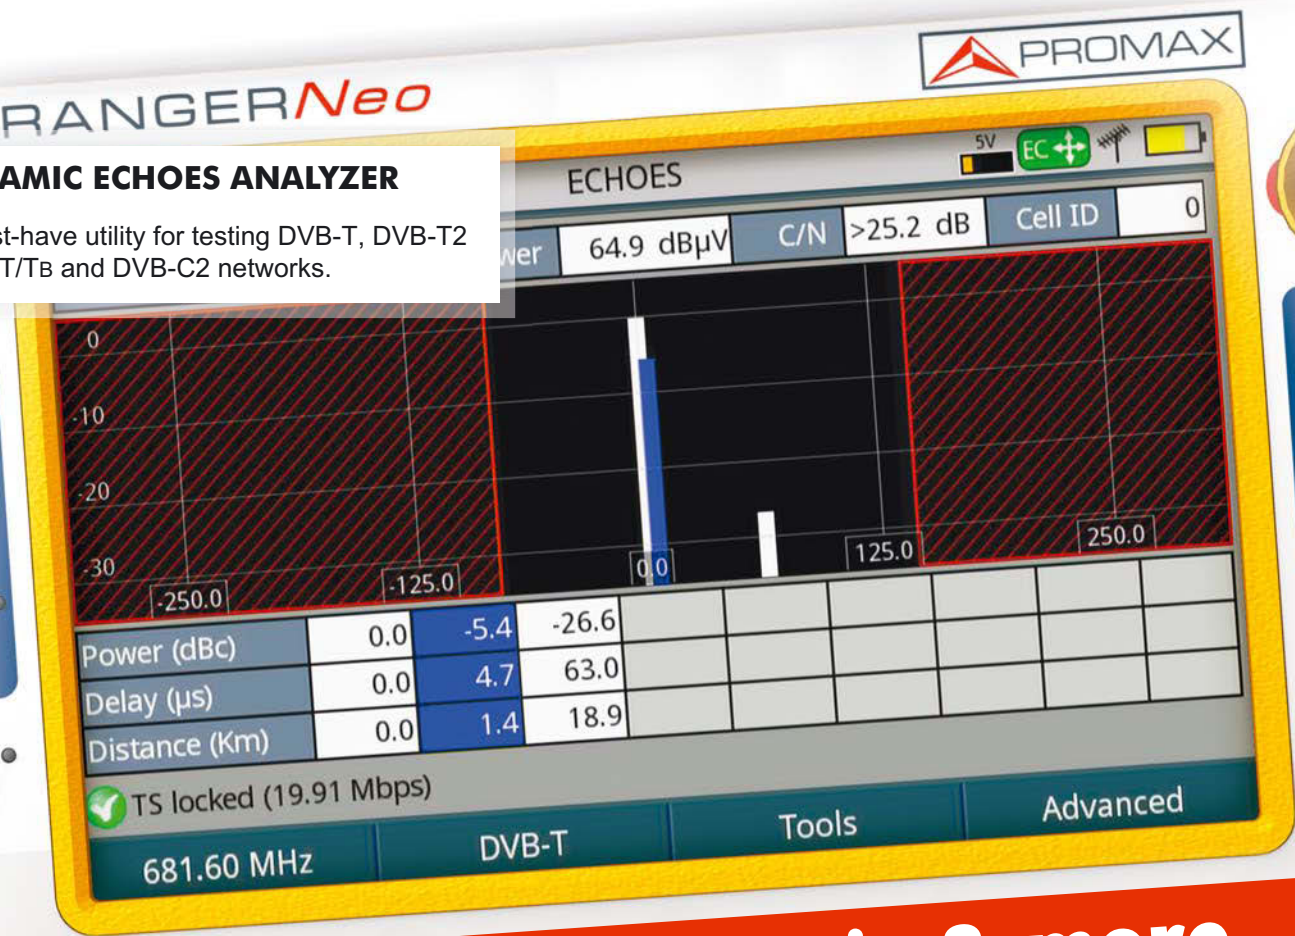 RANGERNeo
PROMAX
AMIC ECHOES ANALYZER
st-have utility for testing DVB-T, DVB-T2
T/TB and DVB-C2 networks.
ECHOES
5V
EC
wer 64.9 dBµV C/N >25.2 dB Cell ID 0
0
-10
-20
-30
-250.0 -125.0 0.0 125.0 250.0
Power (dBc) 0.0 -5.4 -26.6
Delay (µs) 0.0 4.7 63.0
Distance (Km) 0.0 1.4 18.9
TS locked (19.91 Mbps)
681.60 MHz DVB-T Tools Advanced